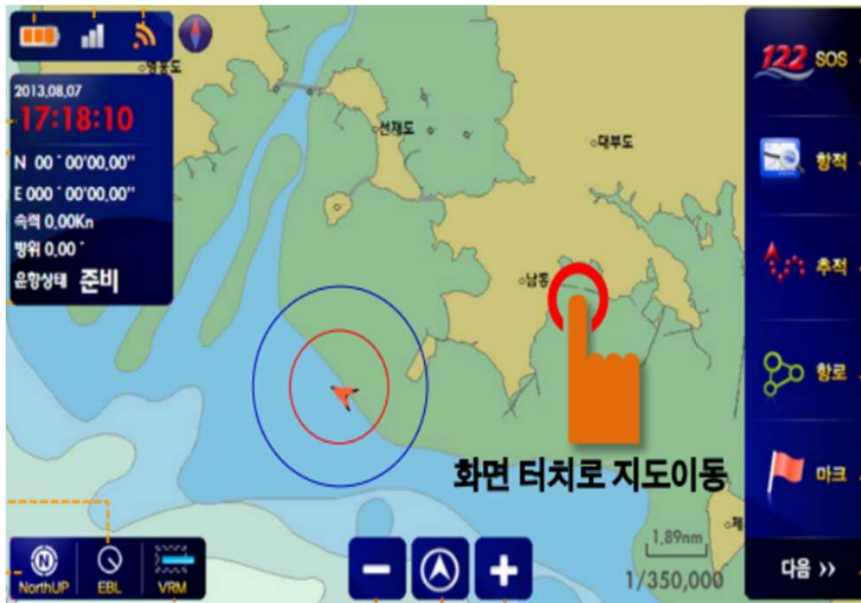 영흥도
2013.08.07
17:18:10
N 00˚00'00.00"
E 000˚00'00.00"
속력 0.00Kn
방위 0.00˚
운항상태 준비
선재도
대부도
남동
122 SOS
항적
추적
항로
마크
다음 >>
화면 터치로 지도이동
1.89nm
1/350,000
NorthUP
EBL
VRM